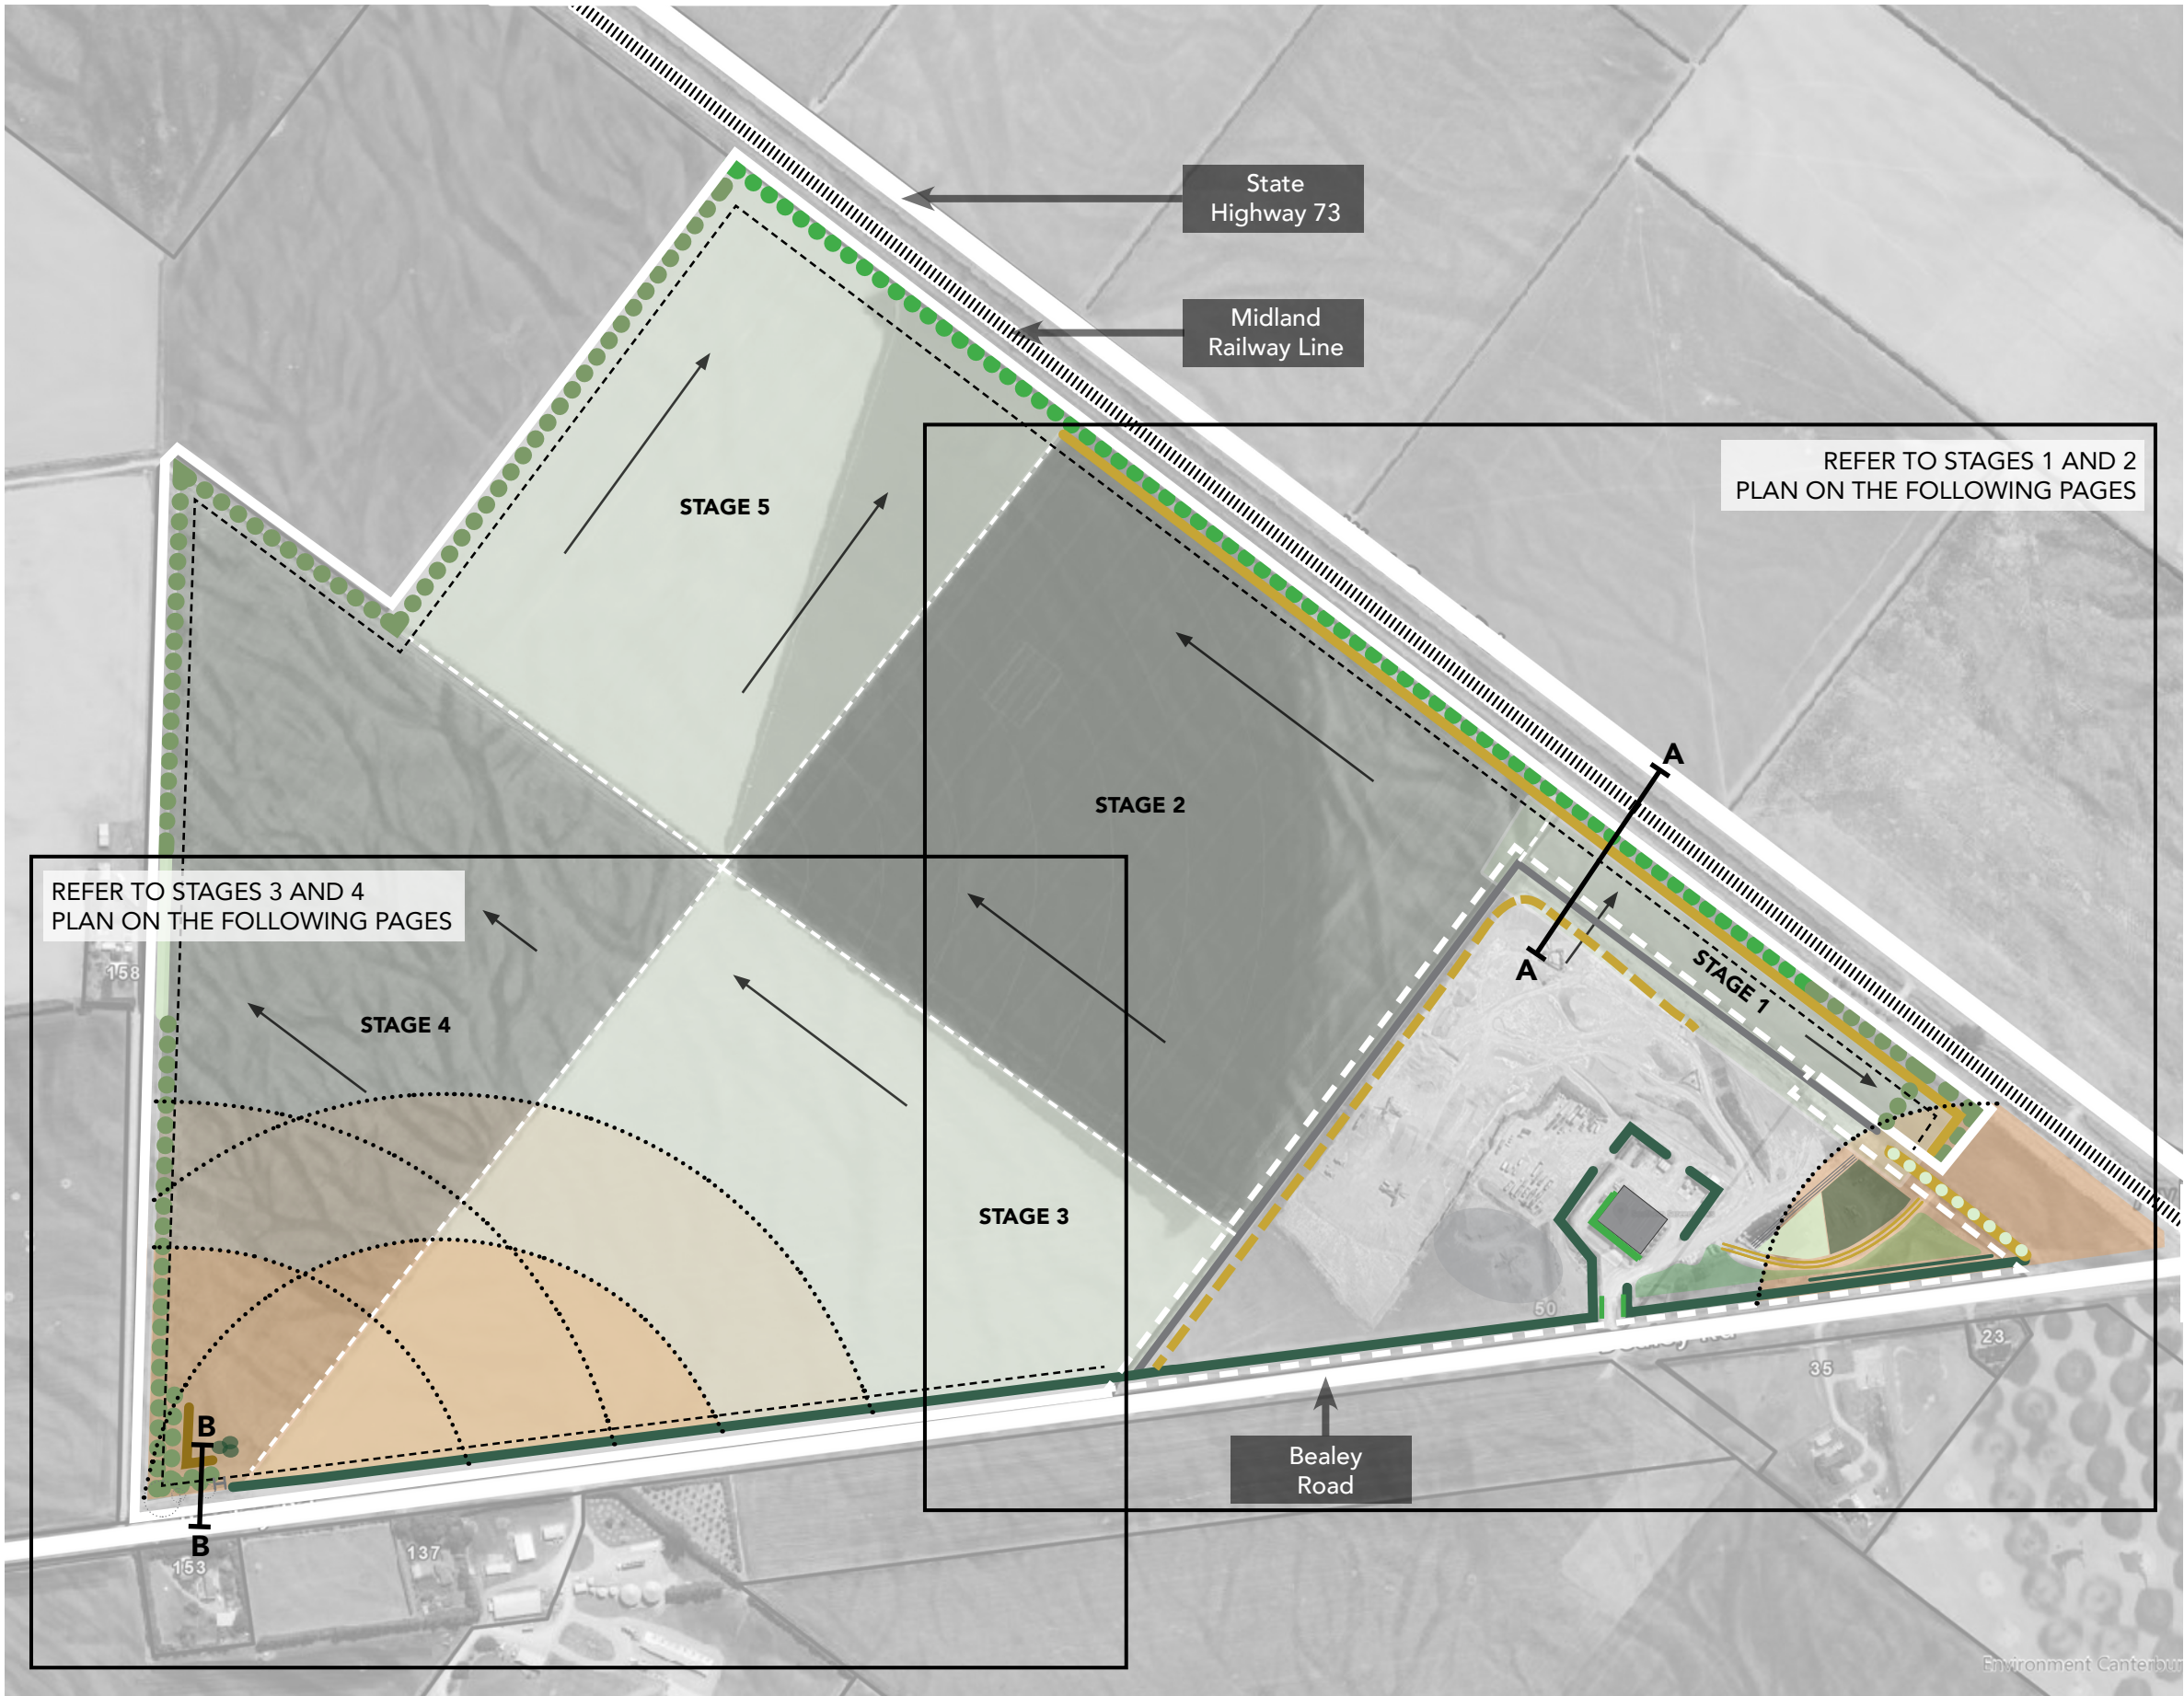 State
Highway 73
Midland
Railway Line
REFER TO STAGES 1 AND 2
PLAN ON THE FOLLOWING PAGES
STAGE 5
A
STAGE 2
REFER TO STAGES 3 AND 4
PLAN ON THE FOLLOWING PAGES
158
A
STAGE 1
STAGE 4
STAGE 3
50
23
35
B
Bealey
Road
B
153
137